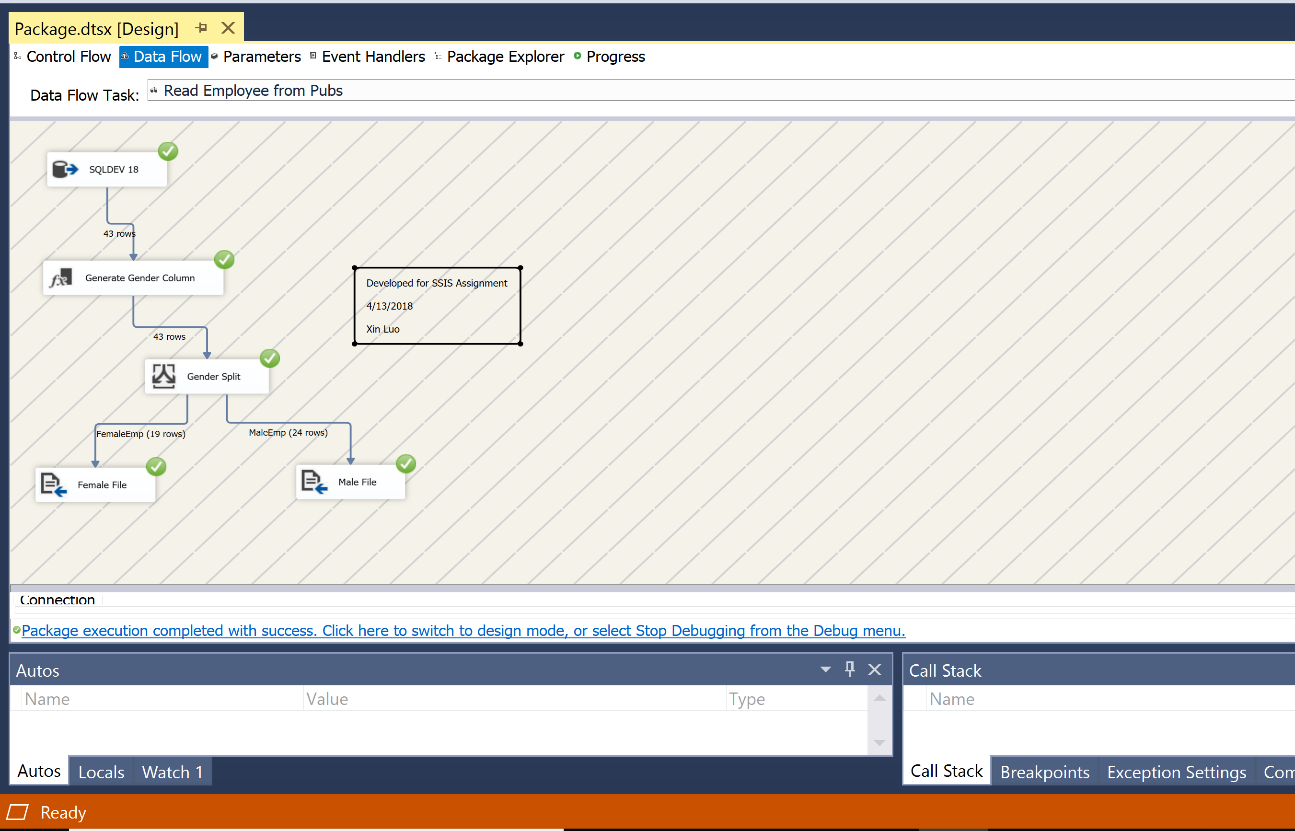 Package.dtsx [Design]
Control Flow Data Flow Parameters Event Handlers Package Explorer Progress
Data Flow Task: Read Employee from Pubs
SQLDEV 18
43 rows
Generate Gender Column
Developed for SSIS Assignment
4/13/2018
Xin Luo
43 rows
Gender Split
FemaleEmp (19 rows)
MaleEmp (24 rows)
Female File
Male File
Connection
Package execution completed with success. Click here to switch to design mode, or select Stop Debugging from the Debug menu.
Autos
Name Value Type
Autos Locals Watch 1
Call Stack
Name
Call Stack Breakpoints Exception Settings Com
Ready